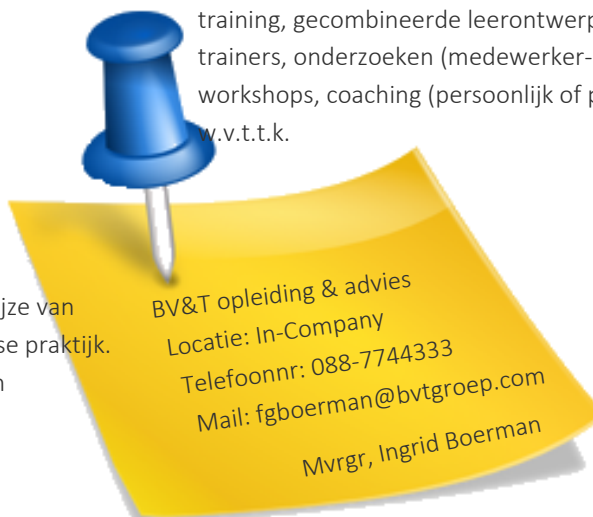 training, gecombineerde leerontwerp
trainers, onderzoeken (medewerker-
workshops, coaching (persoonlijk of p
w.v.t.t.k.
jze van
se praktijk.
n
BV&T opleiding & advies
Locatie: In-Company
Telefoonnr: 088-7744333
Mail: fgboerman@bvtgroep.com
Mvrgr, Ingrid Boerman